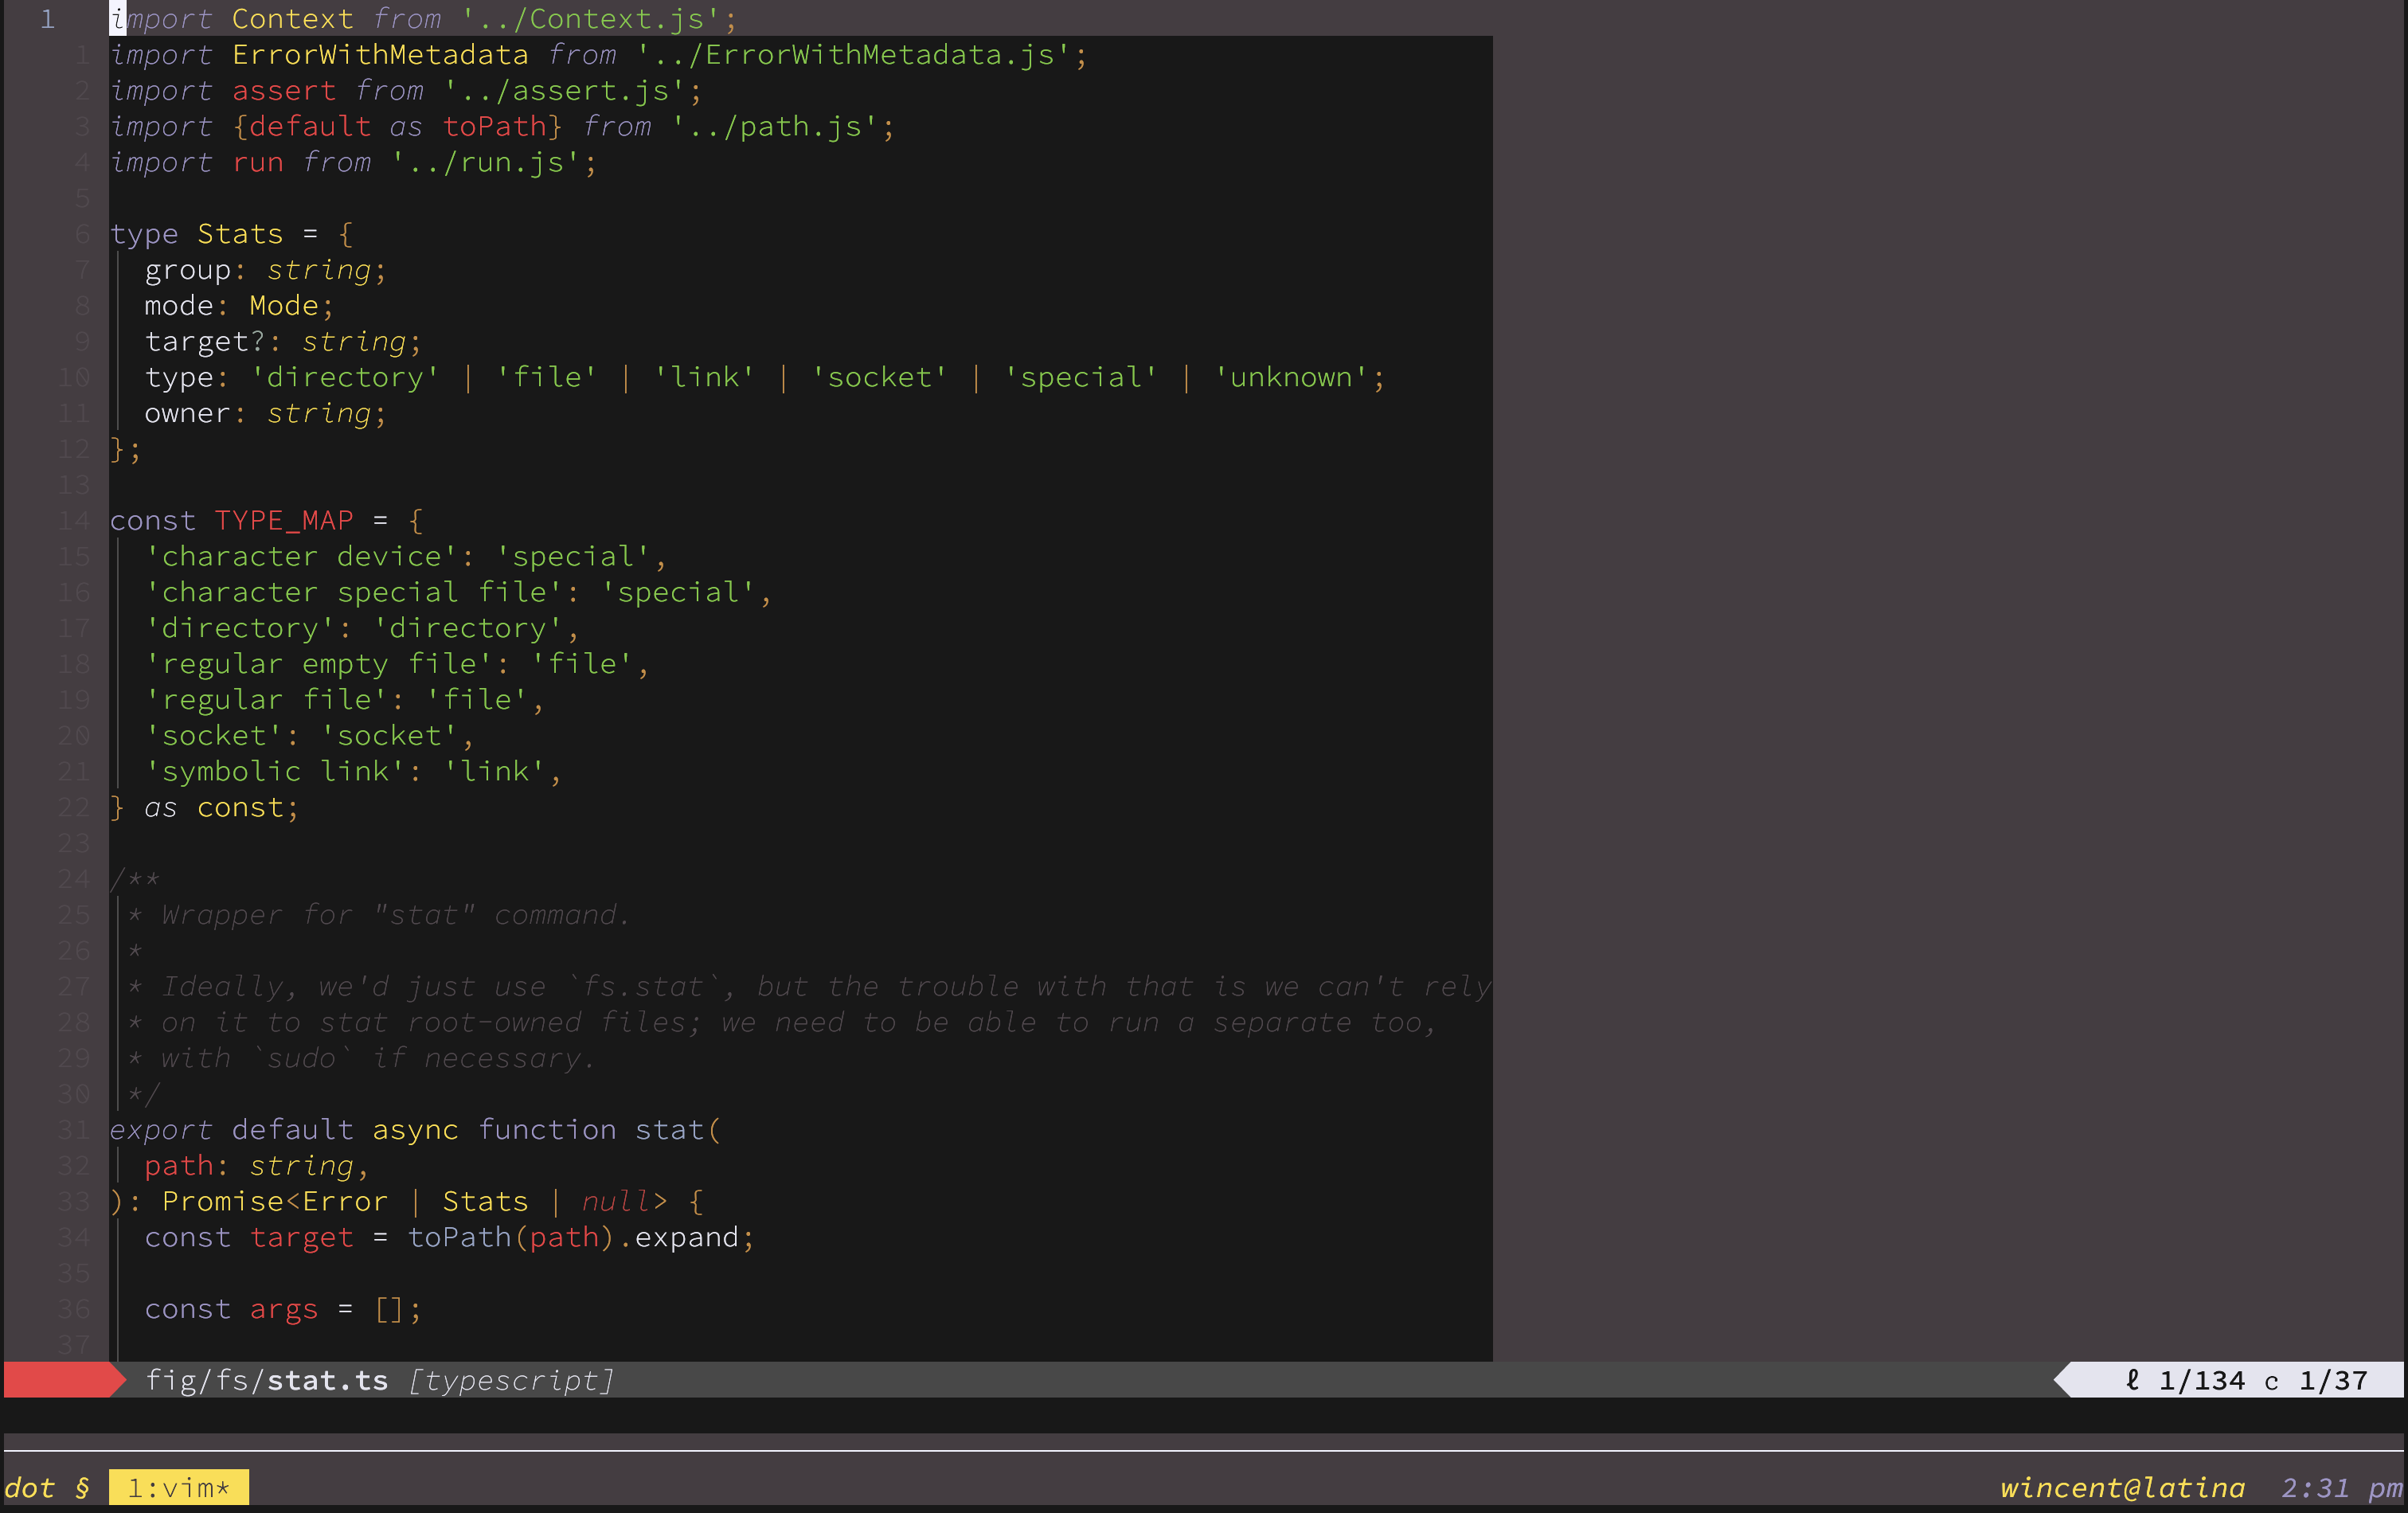 1 import Context from '../Context.js';
1 import ErrorWithMetadata from '../ErrorWithMetadata.js';
2 import assert from '../assert.js';
3 import {default as toPath} from '../path.js';
4 import run from '../run.js';
5
6 type Stats = {
7   group: string;
8   mode: Mode;
9   target?: string;
10   type: 'directory' | 'file' | 'link' | 'socket' | 'special' | 'unknown';
11   owner: string;
12 };
13
14 const TYPE_MAP = {
15   'character device': 'special',
16   'character special file': 'special',
17   'directory': 'directory',
18   'regular empty file': 'file',
19   'regular file': 'file',
20   'socket': 'socket',
21   'symbolic link': 'link',
22 } as const;
23
24 /**
25  * Wrapper for "stat" command.
26  *
27  * Ideally, we'd just use `fs.stat`, but the trouble with that is we can't rely
28  * on it to stat root-owned files; we need to be able to run a separate too,
29  * with `sudo` if necessary.
30  */
31 export default async function stat(
32   path: string,
33 ): Promise<Error | Stats | null> {
34   const target = toPath(path).expand;
35
36   const args = [];
37
fig/fs/stat.ts [typescript] ℓ 1/134 c 1/37
dot § 1:vim* wincent@latina 2:31 pm